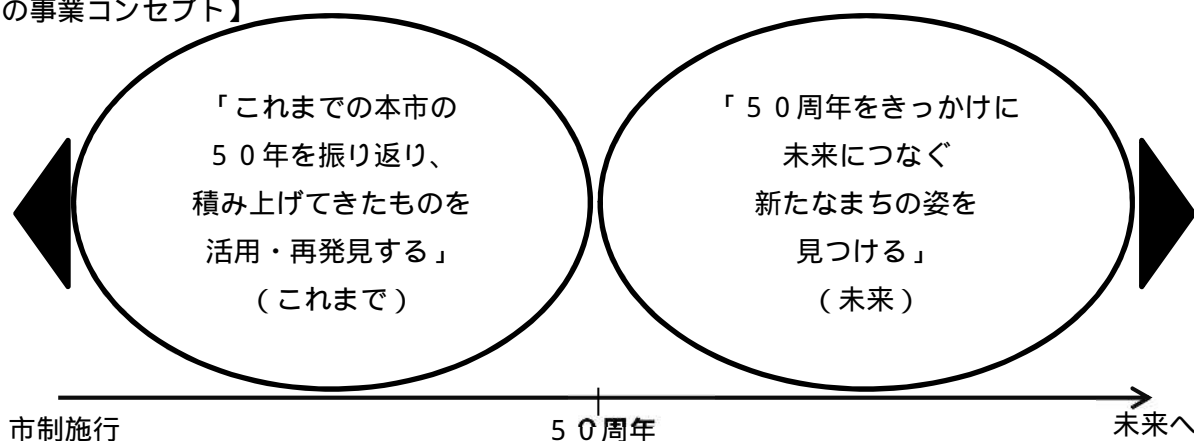 の事業コンセプト】
「これまでの本市の
５０年を振り返り、
積み上げてきたものを
活用・再発見する」
（これまで）
「５０周年をきっかけに
未来につなぐ
新たなまちの姿を
見つける」
（未来）
市制施行
５０周年
未来へ